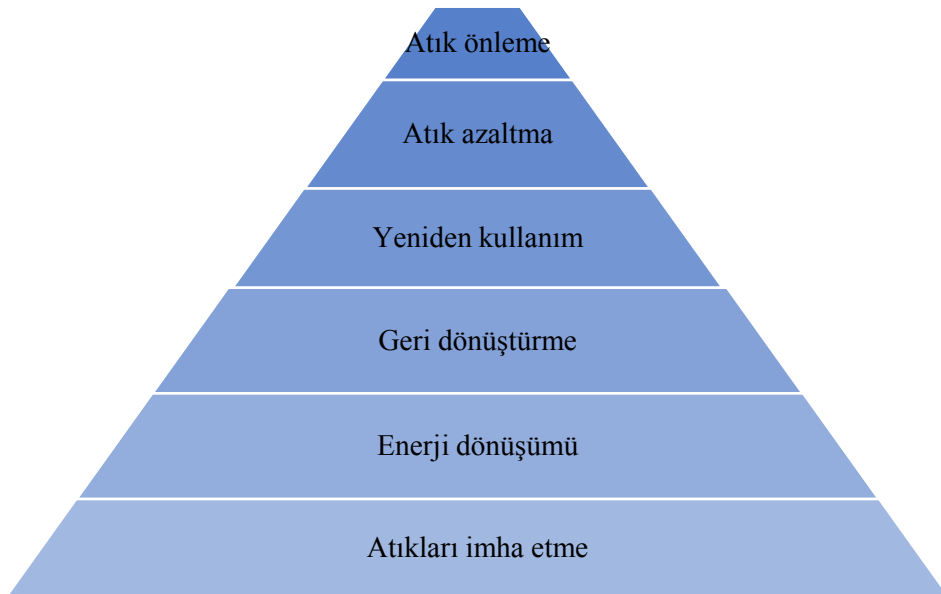 Atık önleme
Atık azaltma
Yeniden kullanım
Geri dönüştürme
Enerji dönüşümü
Atıkları imha etme